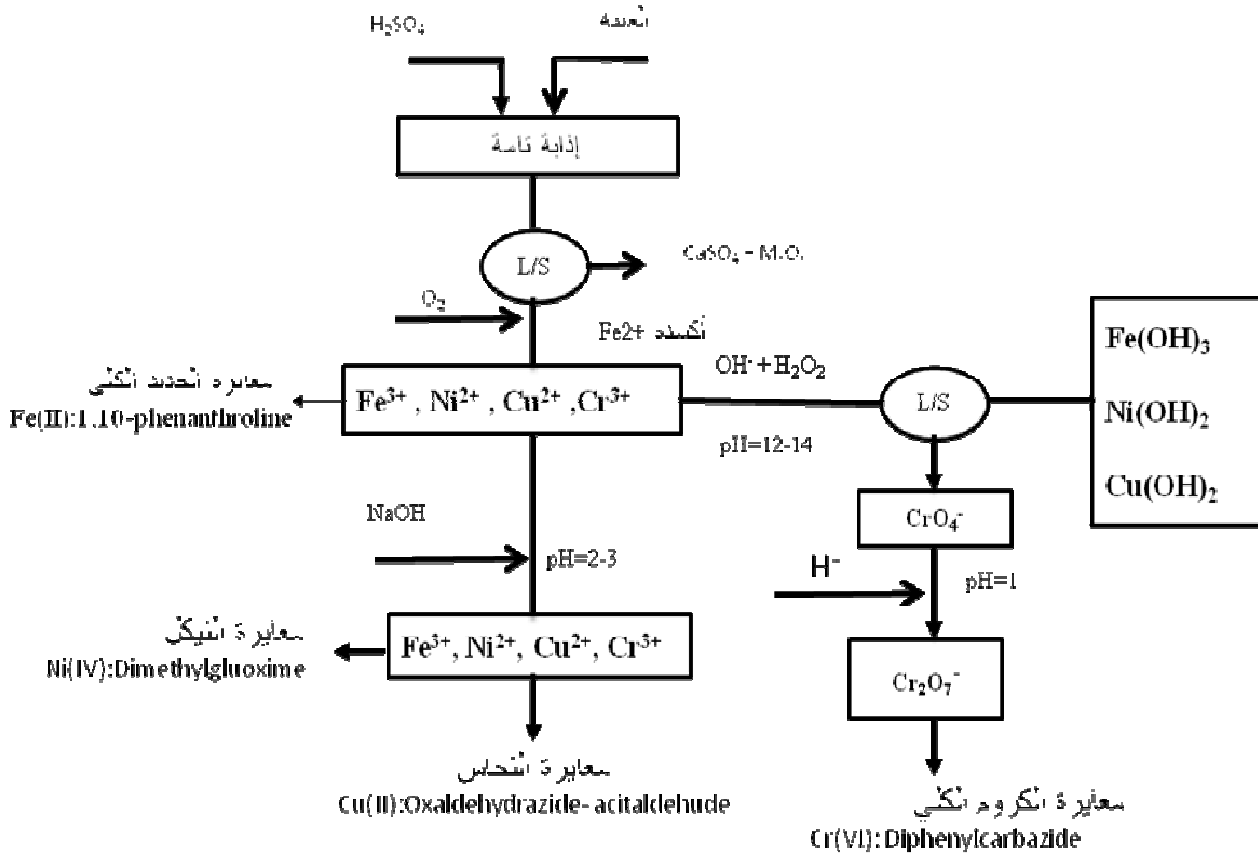 H₂SO₄
العينة
إذابة تامة
L/S
CaSO₄ - M.O.
O₂
أكسدة Fe2+
Fe³⁺ , Ni²⁺ , Cu²⁺ ,Cr³⁺
معايرة الحديد الكلي
Fe(II):1.10-phenanthroline
OH⁻+H₂O₂
pH=12-14
L/S
Fe(OH)₃
Ni(OH)₂
Cu(OH)₂
CrO₄⁻
H⁻
pH=1
Cr₂O₇⁻
معايرة الكروم الكلي
Cr(VI): Diphenylcarbazide
NaOH
pH=2-3
Fe³⁺, Ni²⁺, Cu²⁺, Cr³⁺
معايرة النيكل
Ni(IV):Dimethylgluoxime
معايرة النحاس
Cu(II):Oxaldehydrazide- acitaldehude